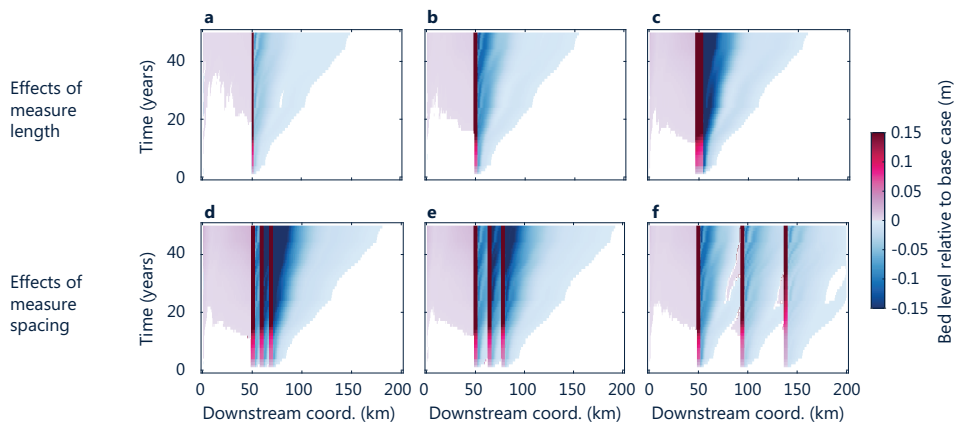 a b c
Effects of
measure
length
Time (years)
40
20
0
Bed level relative to base case (m)
0.15
0.1
0.05
0
-0.05
-0.1
-0.15
d e f
Effects of
measure
spacing
Time (years)
40
20
0
0 50 100 150 200 0 50 100 150 200 0 50 100 150 200
Downstream coord. (km) Downstream coord. (km) Downstream coord. (km)